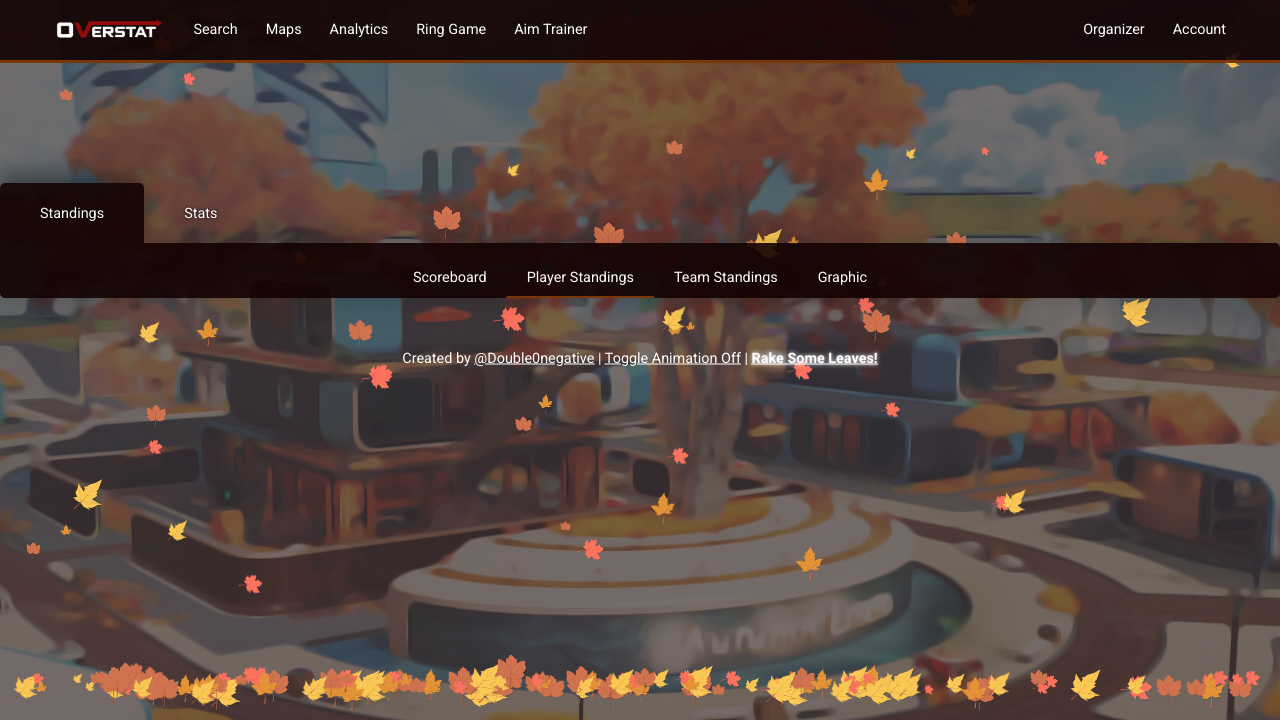 OVERSTAT Search Maps Analytics Ring Game Aim Trainer Organizer Account
Standings Stats
Scoreboard Player Standings Team Standings Graphic
Created by @Double0negative | Toggle Animation Off | Rake Some Leaves!